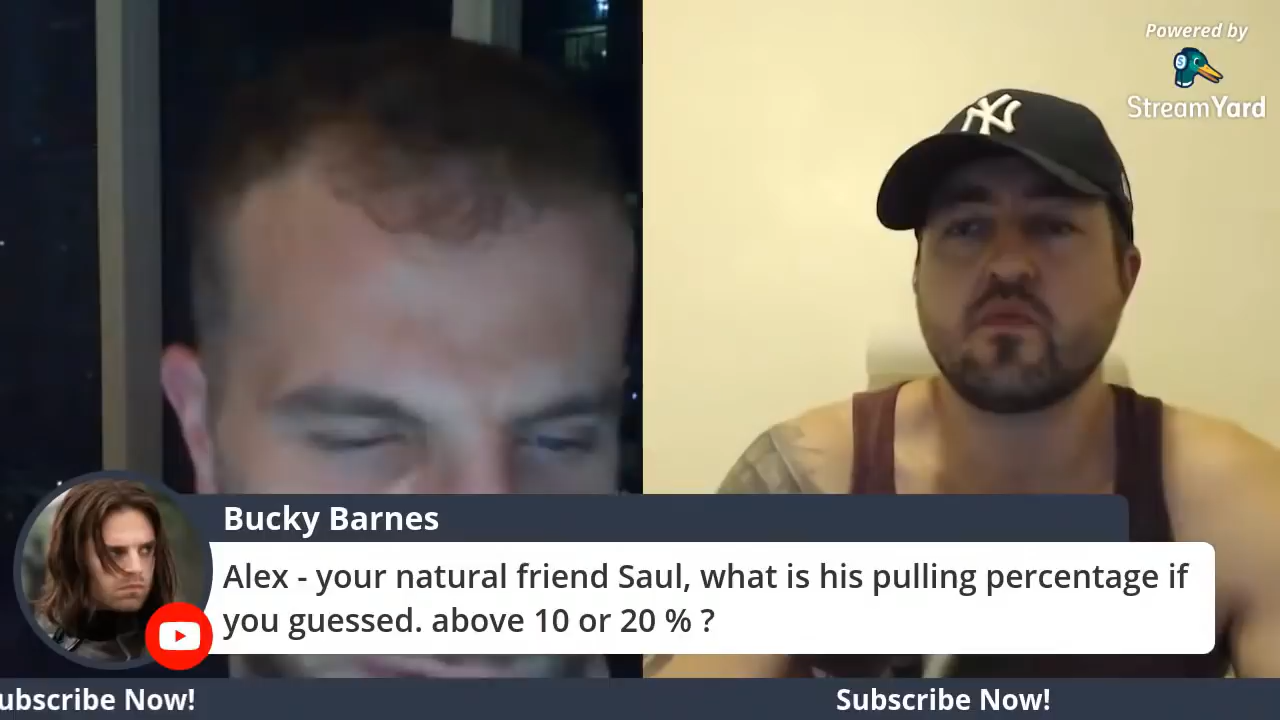 Powered by
StreamYard
NY
Bucky Barnes
Alex - your natural friend Saul, what is his pulling percentage if
you guessed. above 10 or 20 % ?
ubscribe Now!
Subscribe Now!